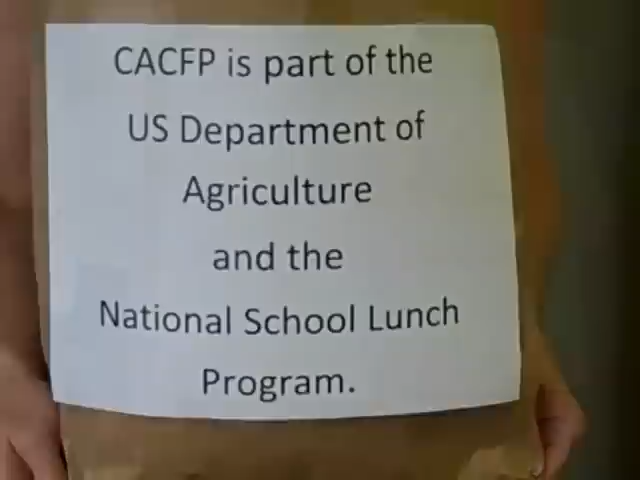 CACFP is part of the
US Department of
Agriculture
and the
National School Lunch
Program.